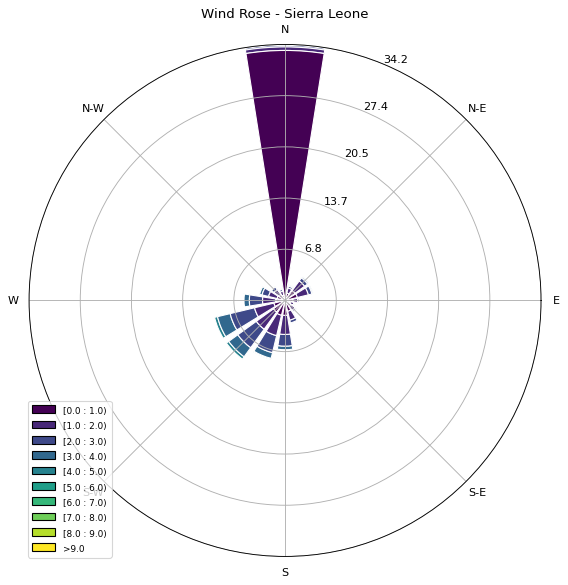 Wind Rose - Sierra Leone
N
34.2
N-W
27.4
N-E
20.5
13.7
6.8
W
E
[0.0 : 1.0)
[1.0 : 2.0)
[2.0 : 3.0)
[3.0 : 4.0)
[4.0 : 5.0)
[5.0 : 6.0)
[6.0 : 7.0)
[7.0 : 8.0)
[8.0 : 9.0)
>9.0
S-W
S-E
S